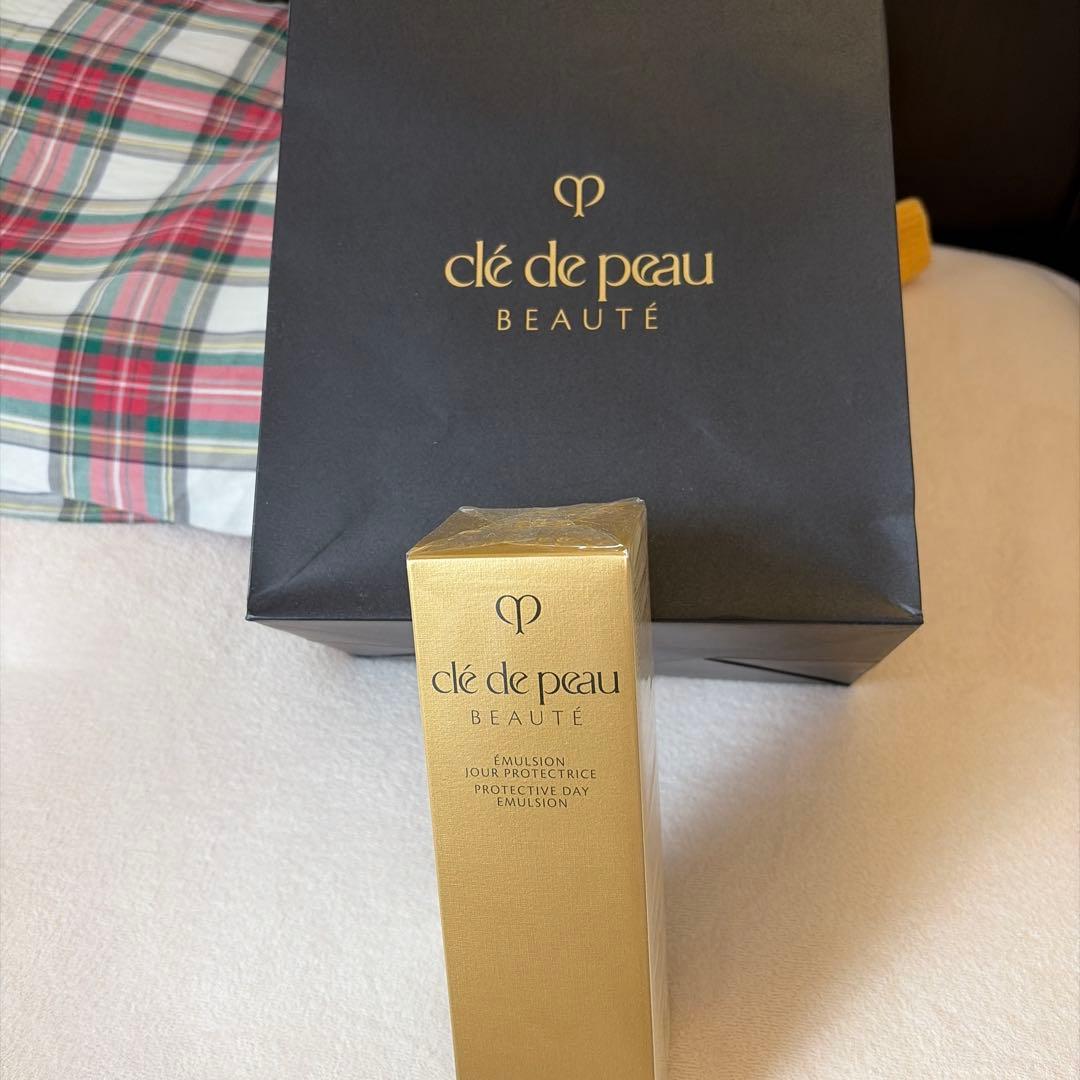 clé de peau
BEAUTÉ
clé de peau
BEAUTÉ
ÉMULSION
JOUR PROTECTRICE
PROTECTIVE DAY
EMULSION